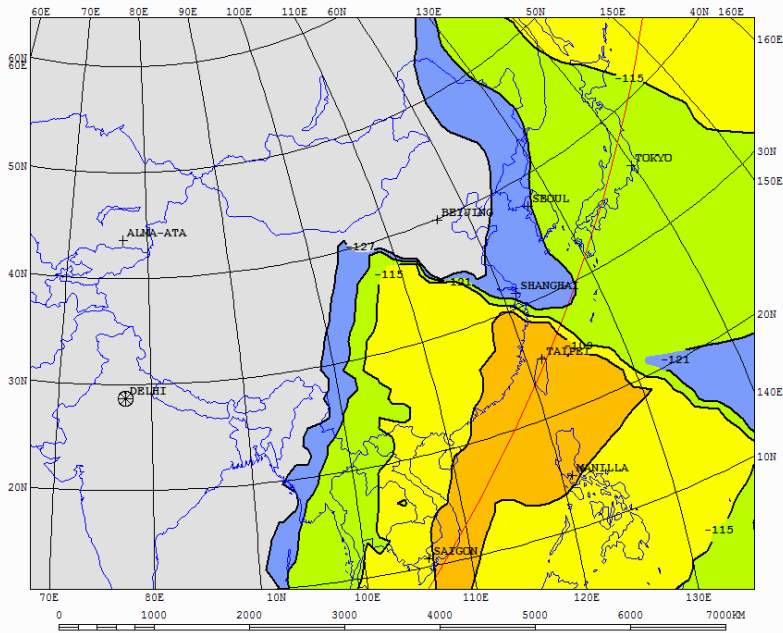 60E 70E 80E 90E 100E 110E 60N 130E 50N 150E 40N 160E
160E
60N
60E
-115
TOKYO
30N
50N
150E
SEOUL
BEIJING
ALMA-ATA
-127
40N
-115
-121
SHANGHAI
20N
-109
TAIPEI
-121
30N
DELHI
140E
10N
MANILLA
20N
-115
SAIGON
70E 80E 10N 100E 110E 120E 130E
0 1000 2000 3000 4000 5000 6000 7000KM